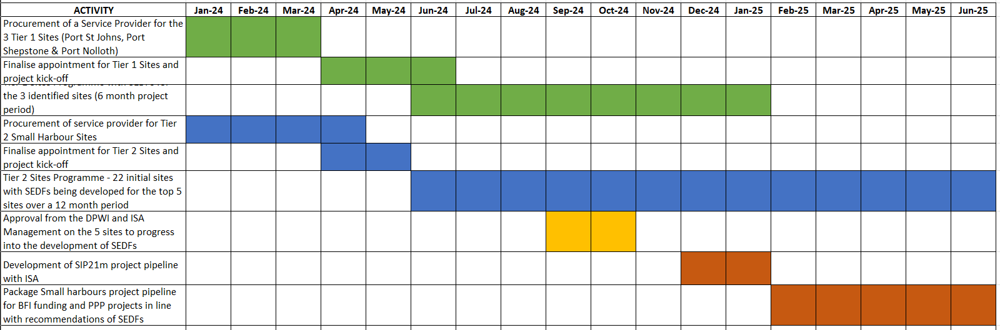 ACTIVITY Jan-24 Feb-24 Mar-24 Apr-24 May-24 Jun-24 Jul-24 Aug-24 Sep-24 Oct-24 Nov-24 Dec-24 Jan-25 Feb-25 Mar-25 Apr-25 May-25 Jun-25
Procurement of a Service Provider for the
3 Tier 1 Sites (Port St Johns, Port
Shepstone & Port Nolloth)
Finalise appointment for Tier 1 Sites and
project kick-off
the 3 identified sites (6 month project
period)
Procurement of service provider for Tier
2 Small Harbour Sites
Finalise appointment for Tier 2 Sites and
project kick-off
Tier 2 Sites Programme - 22 initial sites
with SEDFs being developed for the top 5
sites over a 12 month period
Approval from the DPWI and ISA
Management on the 5 sites to progress
into the development of SEDFs
Development of SIP21m project pipeline
with ISA
Package Small harbours project pipeline
for BFI funding and PPP projects in line
with recommendations of SEDFs